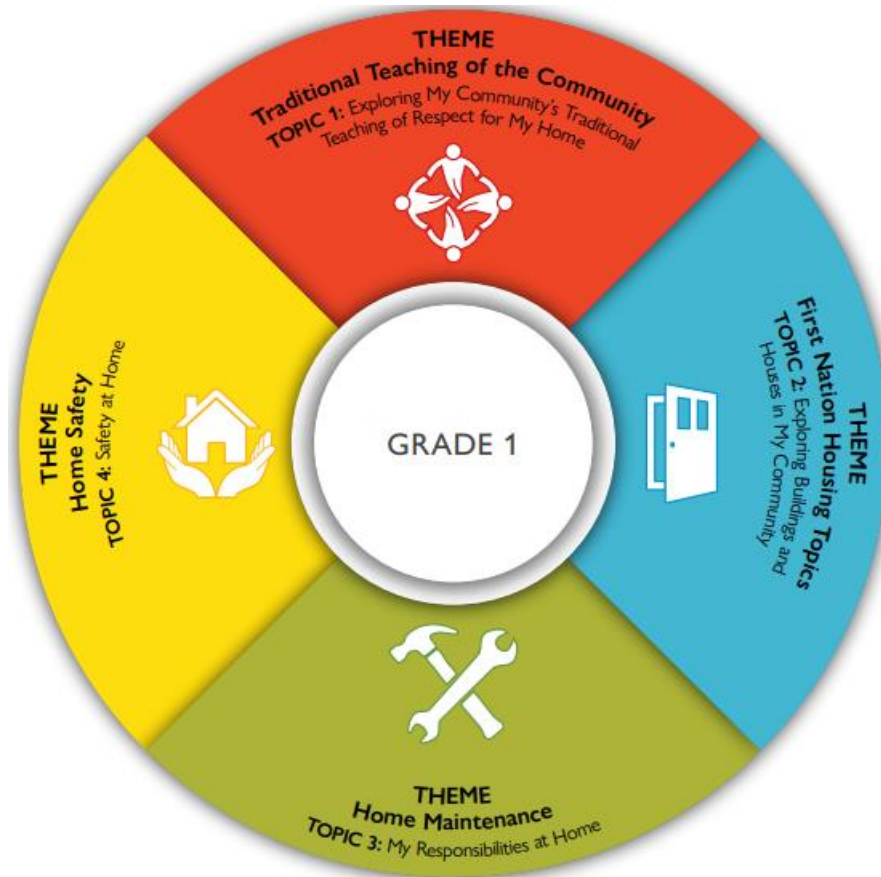 THEME
Traditional Teaching of the Community
TOPIC 1: Exploring My Community's Traditional
Teaching of Respect for My Home
THEME
First Nation Housing Topics
TOPIC 2: Exploring Buildings and
Houses in My Community
THEME
Home Safety
TOPIC 4: Safety at Home
GRADE 1
THEME
Home Maintenance
TOPIC 3: My Responsibilities at Home